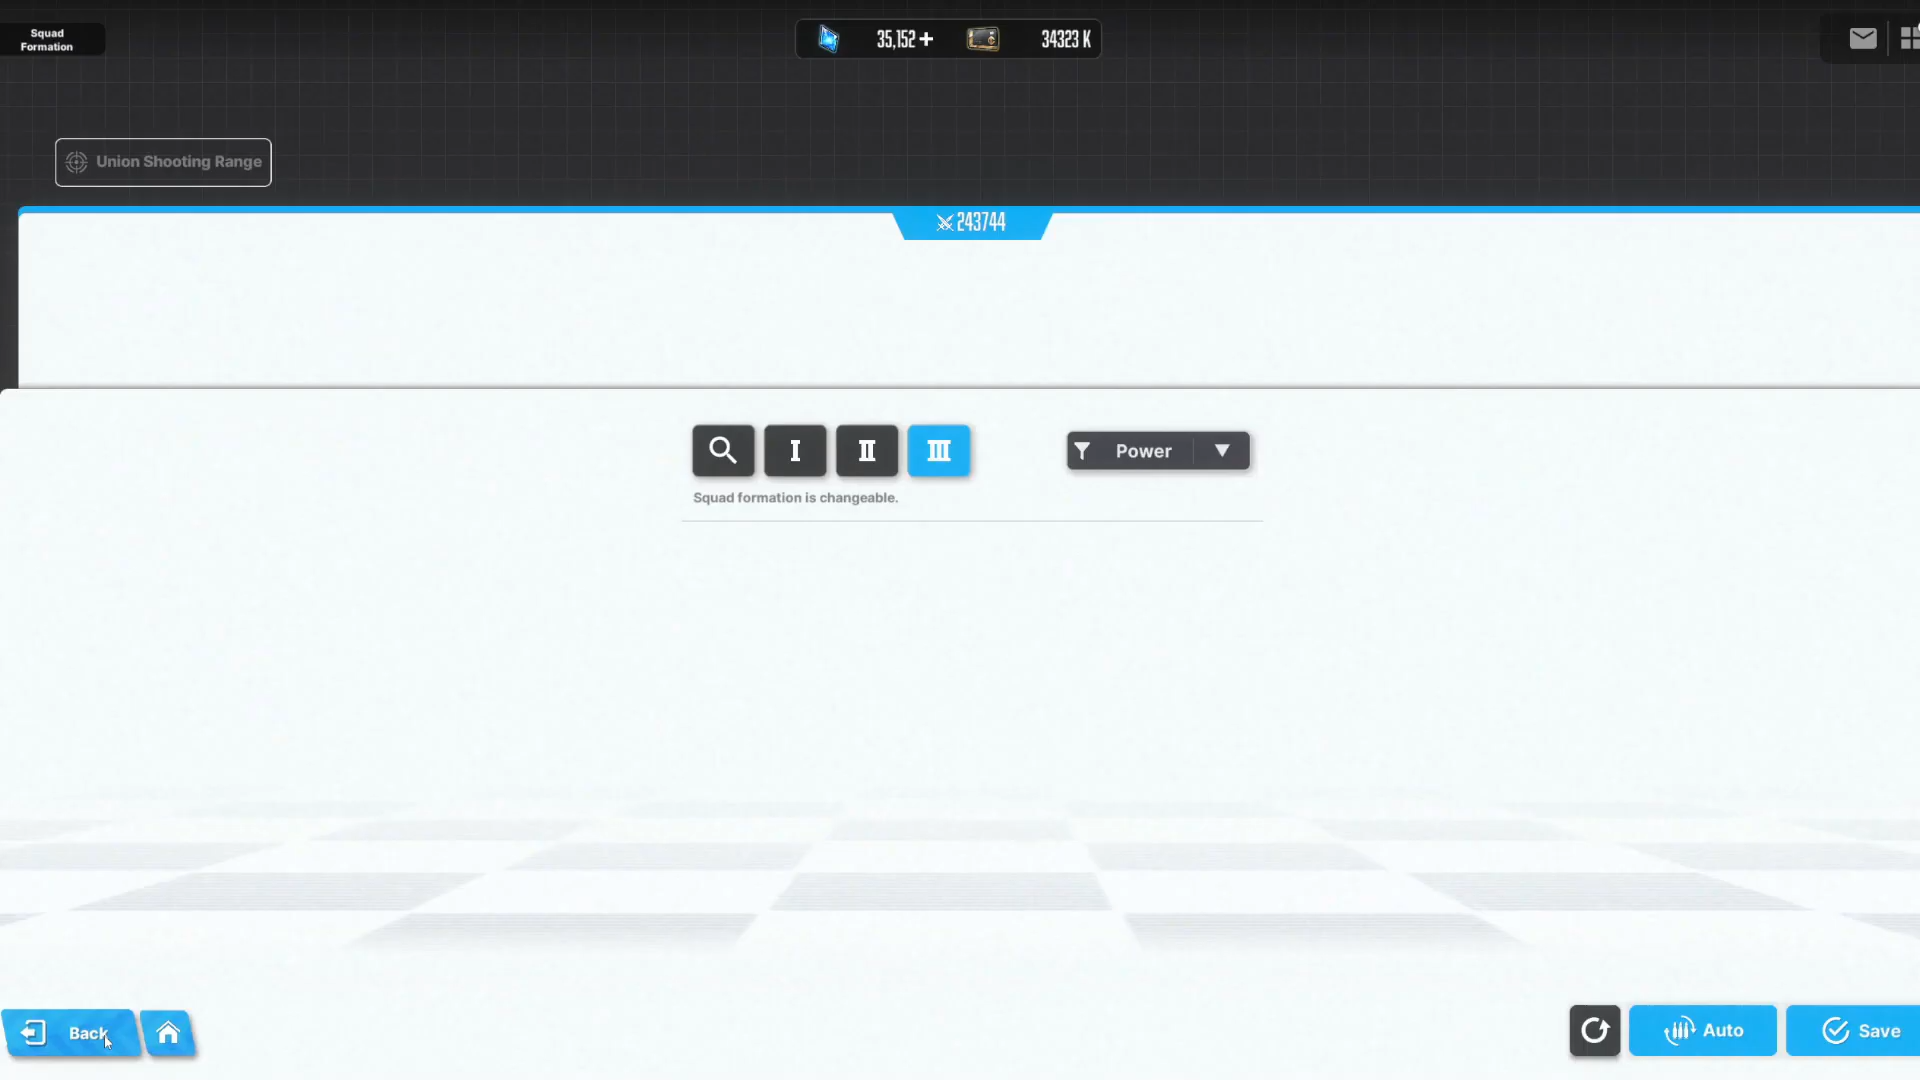 Squad
Formation
35,152 +
34323 K
Union Shooting Range
243744
I
II
III
Power
Squad formation is changeable.
Back
Auto
Save